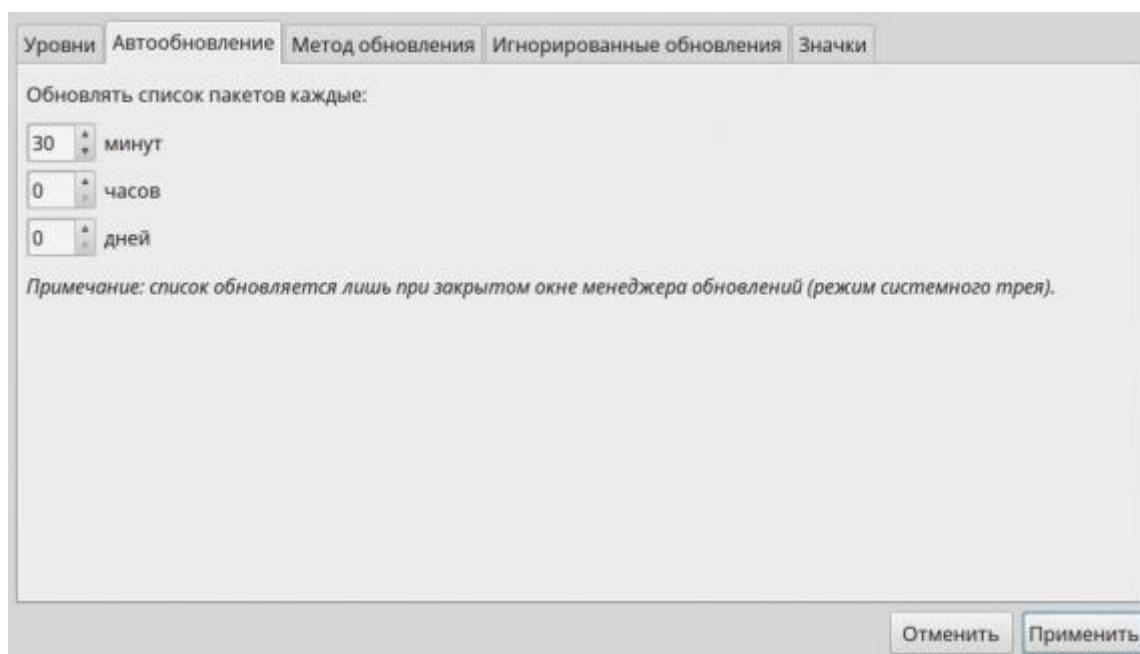 Уровни Автообновление Метод обновления Игнорированные обновления Значки
Обновлять список пакетов каждые:
30 минут
0 часов
0 дней
Примечание: список обновляется лишь при закрытом окне менеджера обновлений (режим системного трея).
Отменить Применить